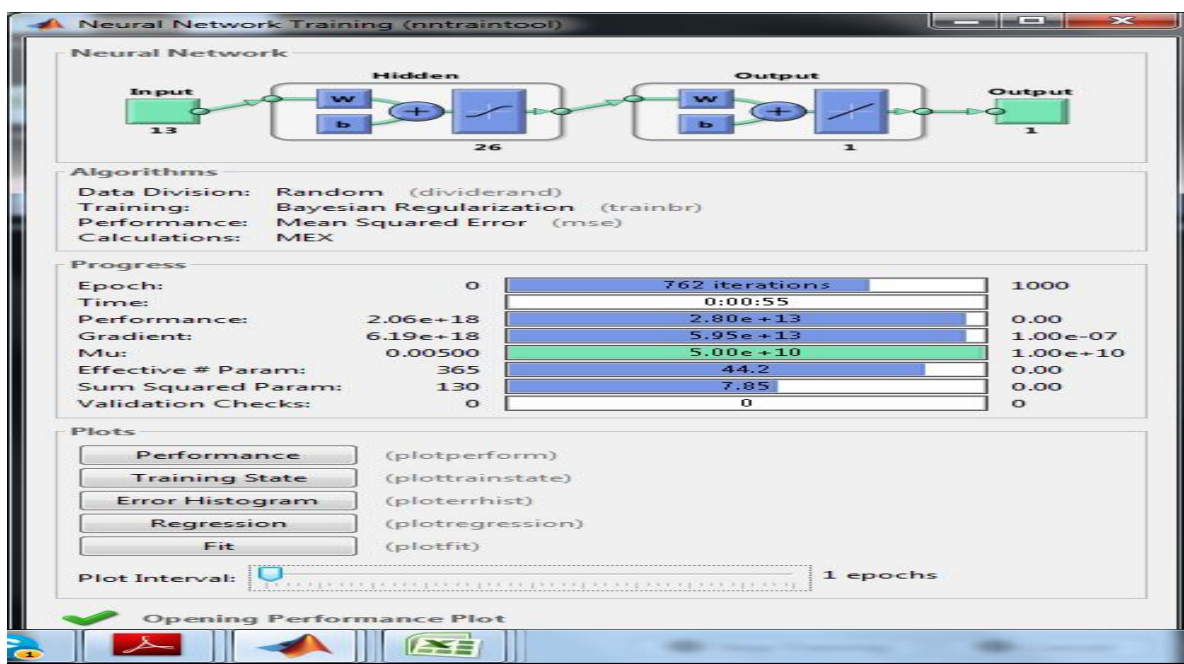 Neural Network Training (nntraintool)
Neural Network
Hidden
Output
Input
Output
W
W
b
b
13
26
1
1
Algorithms
Data Division: Random (dividerand)
Training: Bayesian Regularization (trainbr)
Performance: Mean Squared Error (mse)
Calculations: MEX
Progress
Epoch: 0 762 iterations 1000
Time: 0:00:55
Performance: 2.06e+18 2.80e+13 0.00
Gradient: 6.19e+18 5.95e+13 1.00e-07
Mu: 0.00500 5.00e+10 1.00e+10
Effective # Param: 365 44.2 0.00
Sum Squared Param: 130 7.85 0.00
Validation Checks: 0 0 0
Plots
Performance (plotperform)
Training State (plottrainstate)
Error Histogram (ploterrhist)
Regression (plotregression)
Fit (plotfit)
Plot Interval: 1 epochs
Opening Performance Plot
1